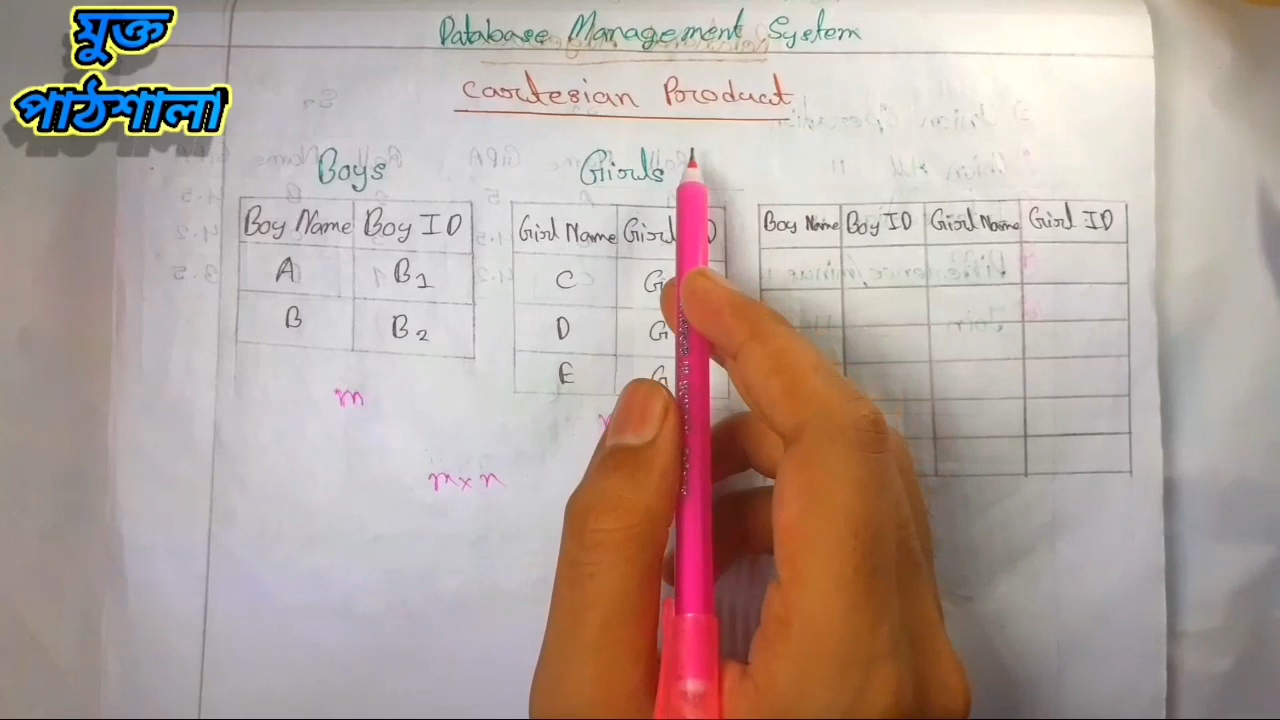 মুক্ত
পাঠশালা
Database Management System
Cartesian Product
Boys
Boy Name Boy ID
A B1
B B2
m
Girls
Girl Name Girl
C G
D G
E G
m x n
Boy Name Boy ID Girl Name Girl ID